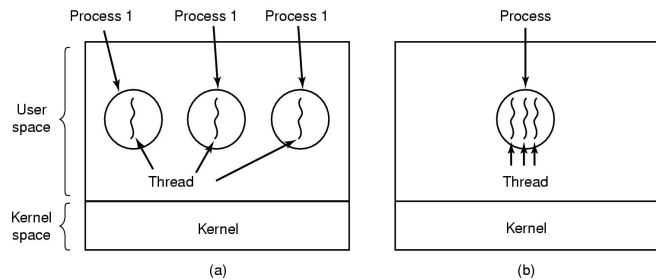 Process 1 Process 1 Process 1
Process
User
space
Thread
Thread
Kernel
space
Kernel
Kernel
(a)
(b)